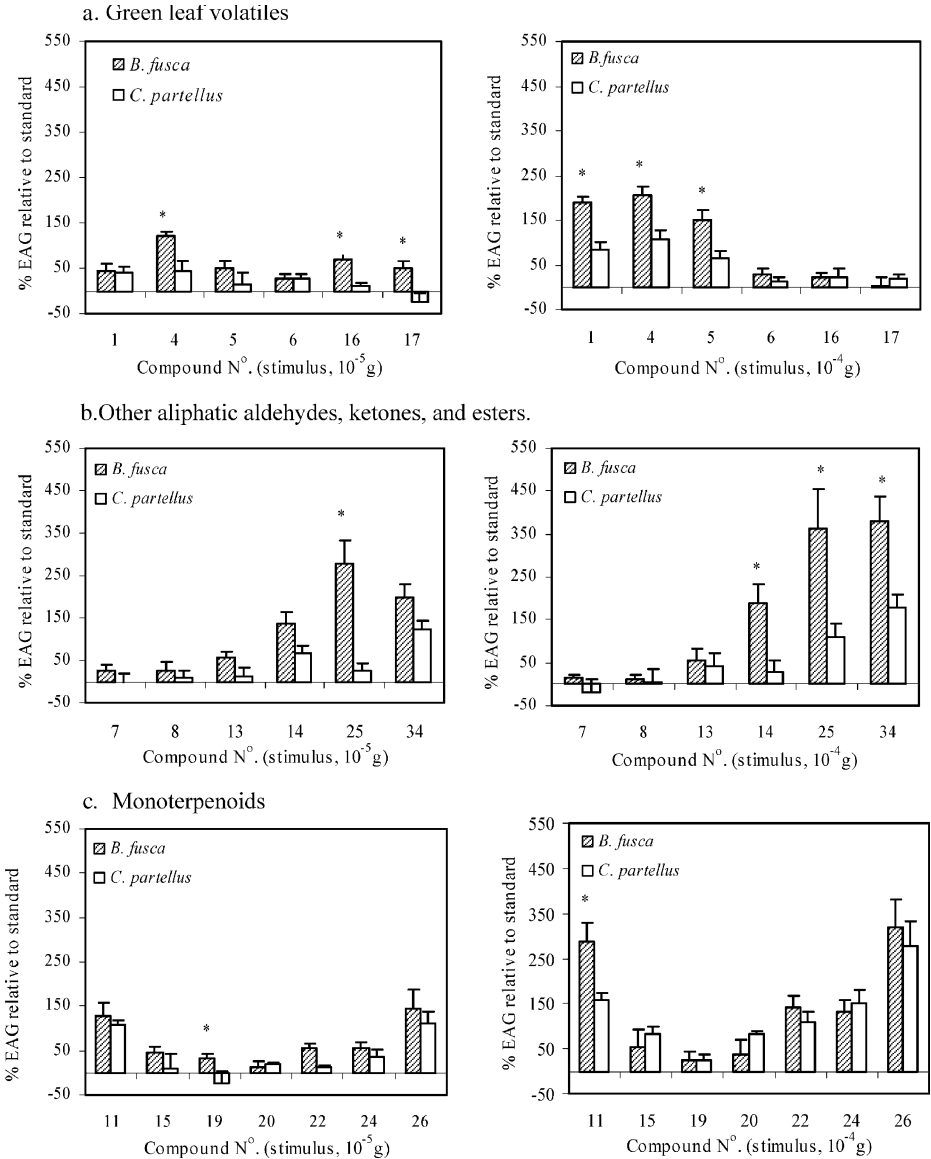 a. Green leaf volatiles
% EAG relative to standard
550
450
350
250
150
50
-50
B. fusca
C. partellus
* * *
1 4 5 6 16 17
Compound Nº. (stimulus, 10⁻⁵g)
% EAG relative to standard
550
450
350
250
150
50
-50
B.fusca
C. partellus
* * *
1 4 5 6 16 17
Compound Nº. (stimulus, 10⁻⁴g)
b.Other aliphatic aldehydes, ketones, and esters.
% EAG relative to standard
550
450
350
250
150
50
-50
B. fusca
C. partellus
*
7 8 13 14 25 34
Compound Nº. (stimulus, 10⁻⁵g)
% EAG relative to standard
550
450
350
250
150
50
-50
B. fusca
C. partellus
* * *
7 8 13 14 25 34
Compound Nº. (stimulus, 10⁻⁴g)
c. Monoterpenoids
% EAG relative to standard
550
450
350
250
150
50
-50
B. fusca
C. partellus
*
11 15 19 20 22 24 26
Compound Nº. (stimulus, 10⁻⁵g)
% EAG relative to standard
550
450
350
250
150
50
-50
B. fusca
C. partellus
*
11 15 19 20 22 24 26
Compound Nº. (stimulus, 10⁻⁴g)